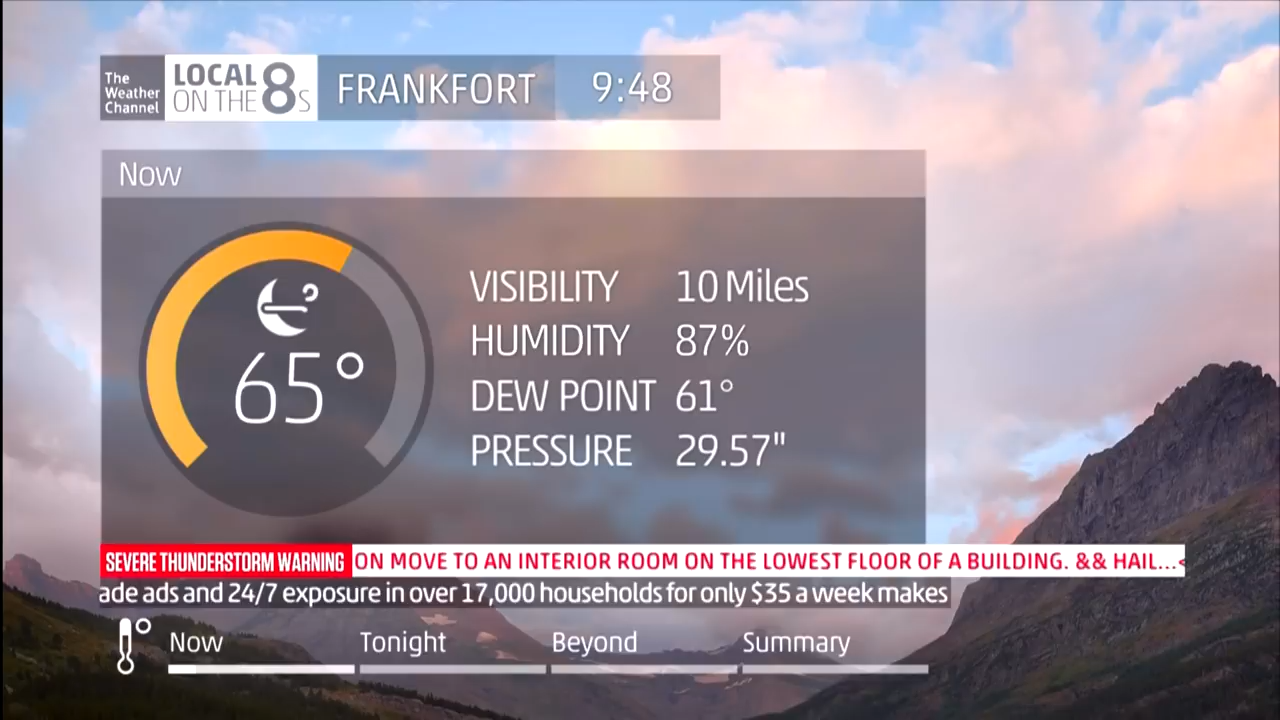 The Weather Channel
LOCAL ON THE 8s
FRANKFORT 9:48
Now
65°
VISIBILITY 10 Miles
HUMIDITY 87%
DEW POINT 61°
PRESSURE 29.57"
SEVERE THUNDERSTORM WARNING ON MOVE TO AN INTERIOR ROOM ON THE LOWEST FLOOR OF A BUILDING. && HAIL...<
ade ads and 24/7 exposure in over 17,000 households for only $35 a week makes
Now Tonight Beyond Summary